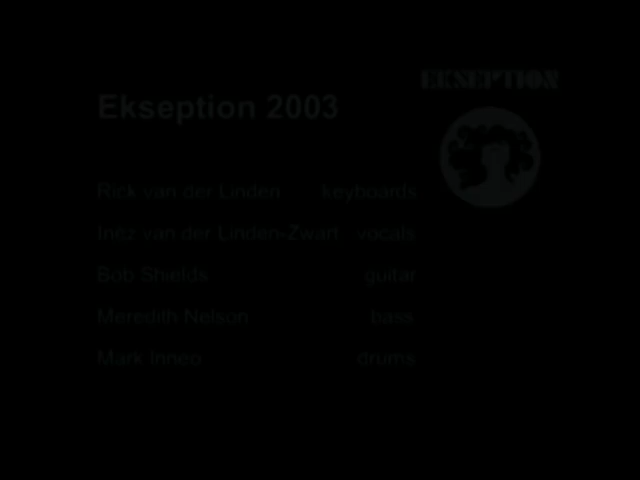 EKSEPTION
Ekseption 2003
Rick van der Linden keyboards
Inez van der Linden-Zwart vocals
Bob Shields guitar
Meredith Nelson bass
Mark Inneo drums